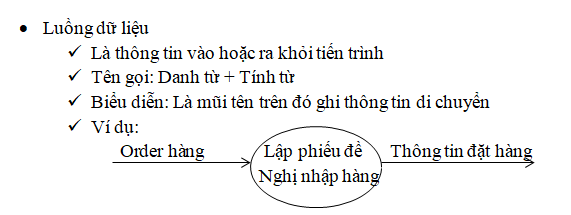 • Luồng dữ liệu
✓ Là thông tin vào hoặc ra khỏi tiến trình
✓ Tên gọi: Danh từ + Tính từ
✓ Biểu diễn: Là mũi tên trên đó ghi thông tin di chuyển
✓ Ví dụ:
Order hàng
Lập phiếu đề
Nghị nhập hàng
Thông tin đặt hàng